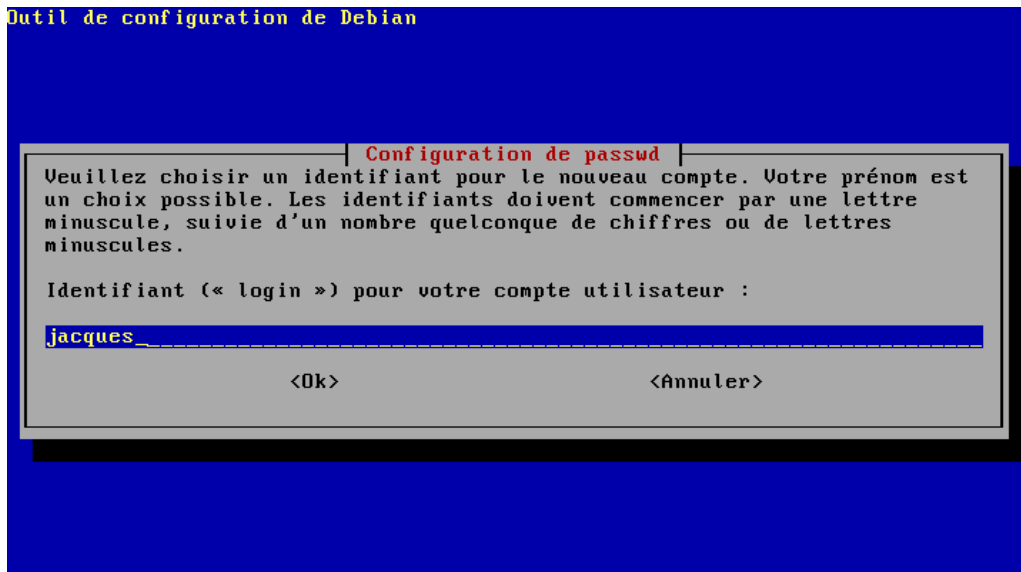 Outil de configuration de Debian
Configuration de passwd
Veuillez choisir un identifiant pour le nouveau compte. Votre prénom est
un choix possible. Les identifiants doivent commencer par une lettre
minuscule, suivie d'un nombre quelconque de chiffres ou de lettres
minuscules.
Identifiant (« login ») pour votre compte utilisateur :
jacques
<Ok> <Annuler>